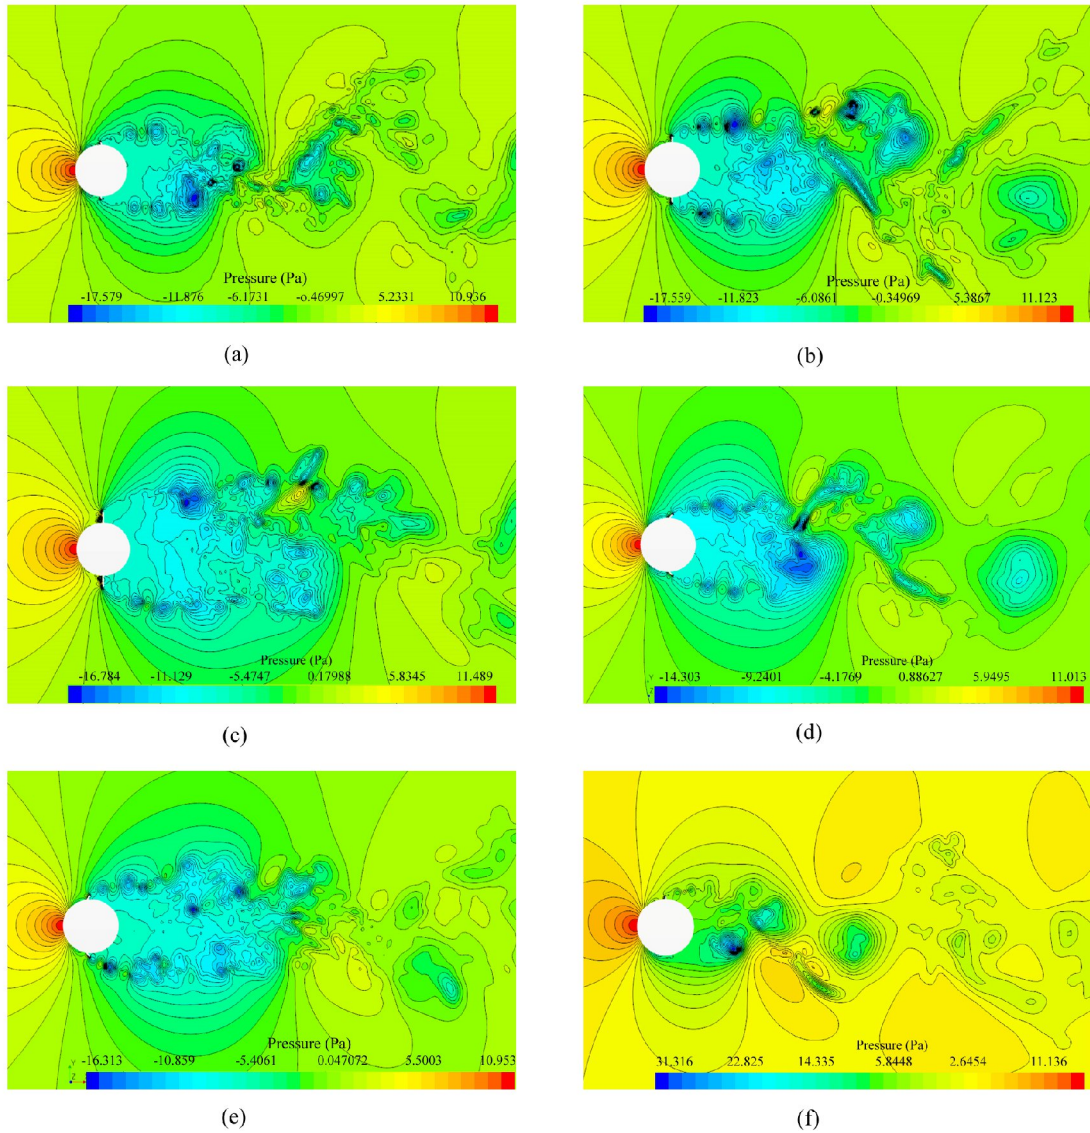 Pressure (Pa)
-17.579 -11.876 -6.1731 -0.46997 5.2331 10.936
(a)
Pressure (Pa)
-17.559 -11.823 -6.0861 -0.34969 5.3867 11.123
(b)
Pressure (Pa)
-16.784 -11.129 -5.4747 0.17988 5.8345 11.489
(c)
Pressure (Pa)
-14.303 -9.2401 -4.1769 0.88627 5.9495 11.013
(d)
Pressure (Pa)
-16.313 -10.859 -5.4061 0.047072 5.5003 10.953
(e)
Pressure (Pa)
31.316 22.825 14.335 5.8448 2.6454 11.136
(f)